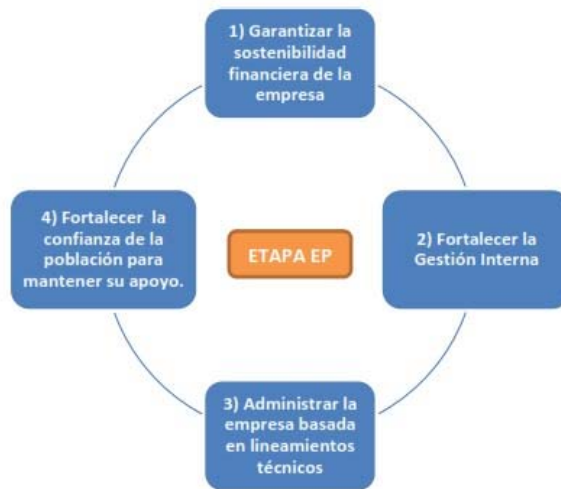 1) Garantizar la
sostenibilidad
financiera de la
empresa
4) Fortalecer la
confianza de la
población para
mantener su apoyo.
ETAPA EP
2) Fortalecer la
Gestión Interna
3) Administrar la
empresa basada
en lineamientos
técnicos